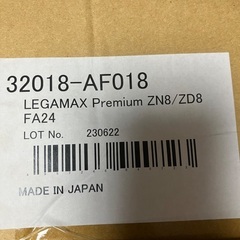 32018-AF018
LEGAMAX Premium ZN8/ZD8
FA24
LOT No. 230622
MADE IN JAPAN